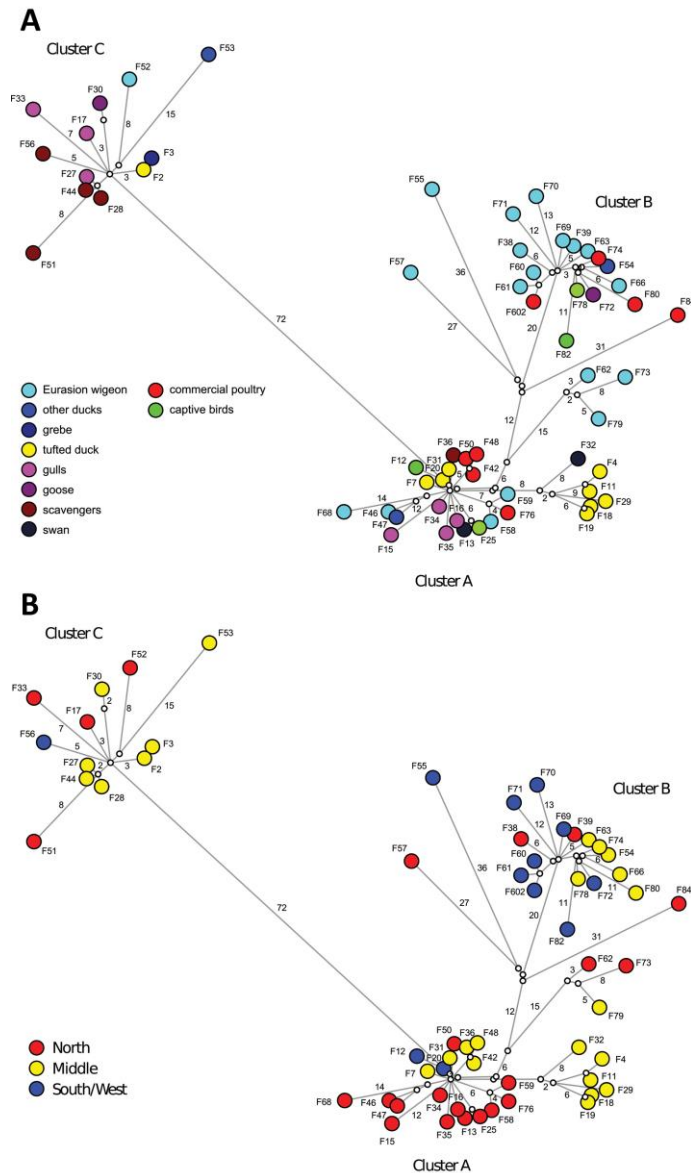 A
Cluster C
F53
F52
F30
F33
15
F17
8
7
3
F56
F3
5
F27
3
F2
F44
F28
8
F51
72
F55
F70
F71
13
Cluster B
12
F69
F39
F38
F63
6
F74
F57
F60
5
F54
3
6
F66
F61
36
F78
F72
F80
F602
11
F84
20
27
F82
31
Eurasion wigeon
commercial poultry
other ducks
captive birds
grebe
tufted duck
gulls
goose
scavengers
swan
F62
F73
3
12
2
8
15
5
F79
F36
F50
F48
F32
F12
F31
F4
F20
5
F42
8
F7
6
F11
14
7
F59
2
9
F29
F68
F46
12
F16
6
4
6
F18
F47
F34
F76
F19
F58
F15
F35
F13
F25
Cluster A
B
Cluster C
F53
F52
F30
F33
2
15
F17
8
7
3
F56
F3
5
F27
2
3
F2
F44
F28
8
F51
72
F55
F70
F71
13
Cluster B
12
F69
F39
F38
F63
6
F74
F57
F60
5
F54
6
F66
F61
36
F78
11
F72
F80
F602
11
F84
20
27
F82
31
F62
F73
3
12
8
15
5
F79
North
Middle
South/West
F50
F36
F48
F32
F12
F31
F4
F20
F42
8
F7
6
F11
14
F59
2
F29
F68
F46
12
F16
6
4
6
F18
F47
F34
F76
F19
F58
F15
F35
F13
F25
Cluster A